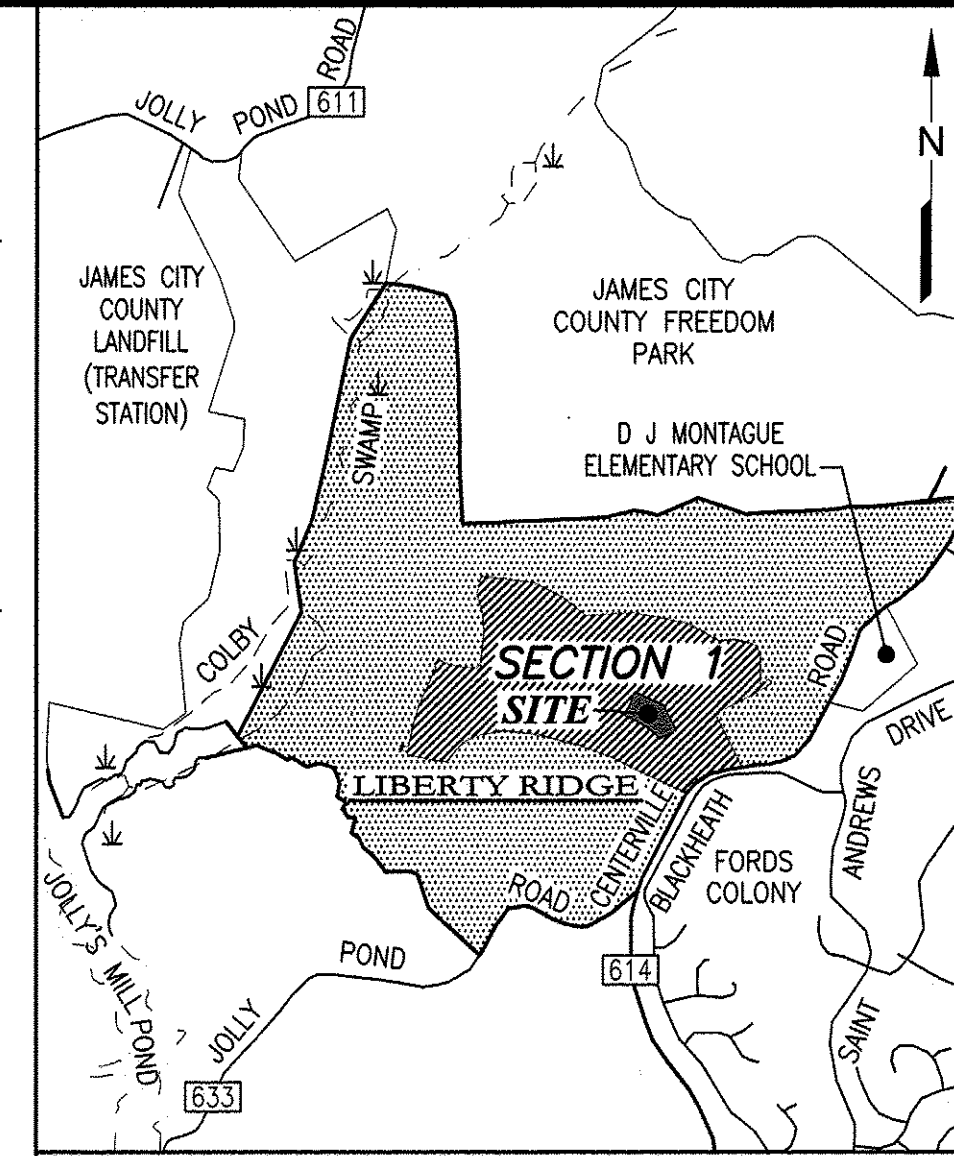 JOLLY POND ROAD
611
N
JAMES CITY
COUNTY
LANDFILL
(TRANSFER
STATION)
JAMES CITY
COUNTY FREEDOM
PARK
D J MONTAGUE
ELEMENTARY SCHOOL
COLBY SWAMP
SECTION 1
SITE
LIBERTY RIDGE
CENTERVILLE ROAD
BLACKHEATH
SAINT ANDREWS DRIVE
FORDS
COLONY
614
JOLLY POND ROAD
633
JOLLY'S MILL POND